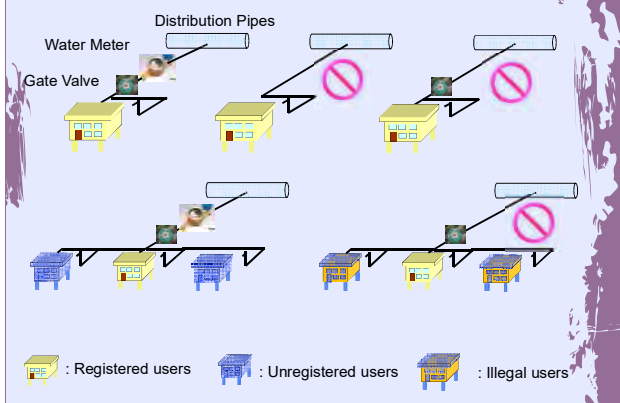 Distribution Pipes
Water Meter
Gate Valve
: Registered users
: Unregistered users
: Illegal users